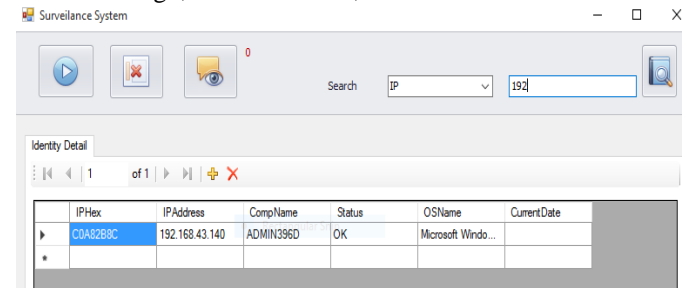 Surveilance System
0
Search IP 192
Identity Detail
1 of 1
IPHex IPAddress CompName Status OSName CurrentDate
C0A82B8C 192.168.43.140 ADMIN396D OK Microsoft Windo...